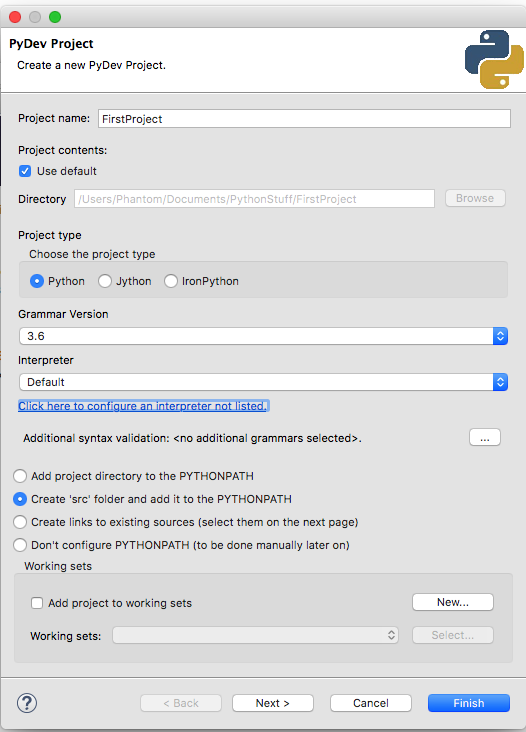 PyDev Project
Create a new PyDev Project.
Project name: FirstProject
Project contents:
Use default
Directory /Users/Phantom/Documents/PythonStuff/FirstProject Browse
Project type
Choose the project type
Python Jython IronPython
Grammar Version
3.6
Interpreter
Default
Click here to configure an interpreter not listed.
Additional syntax validation: <no additional grammars selected>. ...
Add project directory to the PYTHONPATH
Create 'src' folder and add it to the PYTHONPATH
Create links to existing sources (select them on the next page)
Don't configure PYTHONPATH (to be done manually later on)
Working sets
Add project to working sets New...
Working sets: Select...
? < Back Next > Cancel Finish